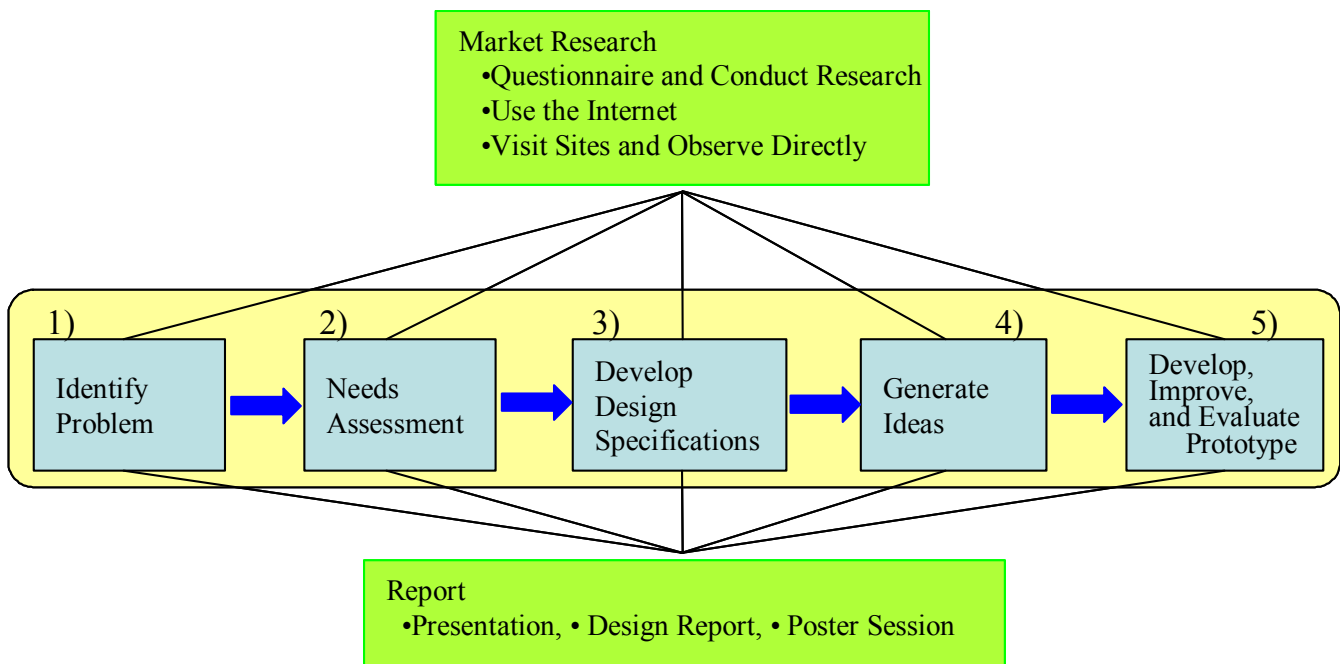 Market Research
•Questionnaire and Conduct Research
•Use the Internet
•Visit Sites and Observe Directly
1)
Identify
Problem
2)
Needs
Assessment
3)
Develop
Design
Specifications
4)
Generate
Ideas
5)
Develop,
Improve,
and Evaluate
Prototype
Report
•Presentation, • Design Report, • Poster Session